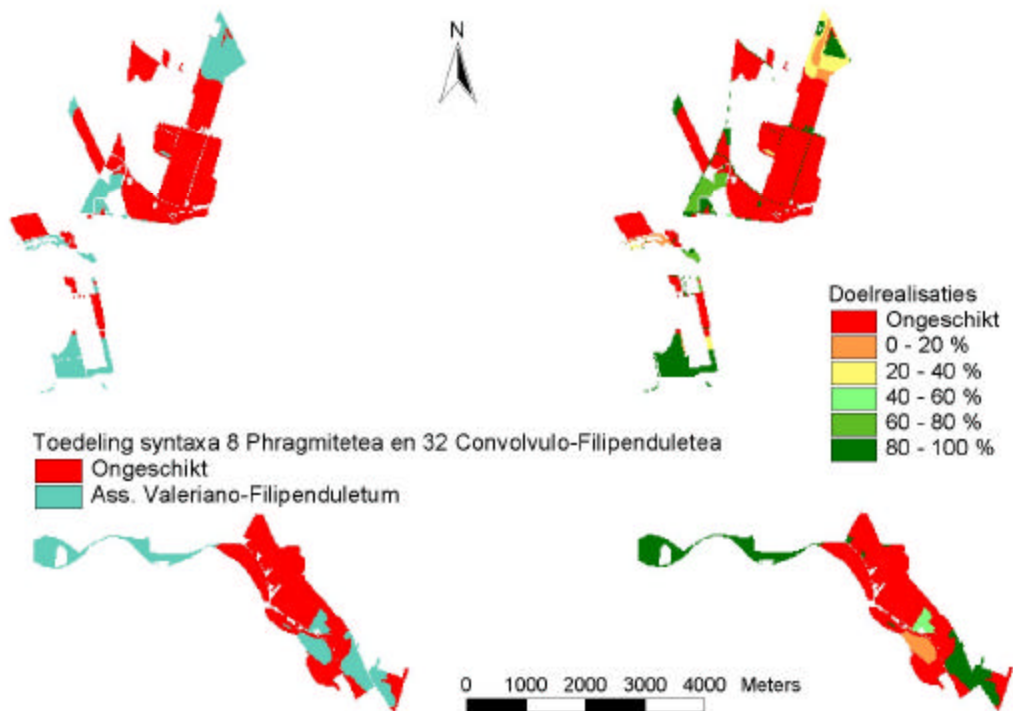 N
Doelrealisaties
Ongeschikt
0 - 20 %
20 - 40 %
40 - 60 %
60 - 80 %
80 - 100 %
Toedeling syntaxa 8 Phragmitetea en 32 Convolvulo-Filipenduletea
Ongeschikt
Ass. Valeriano-Filipenduletum
0 1000 2000 3000 4000 Meters